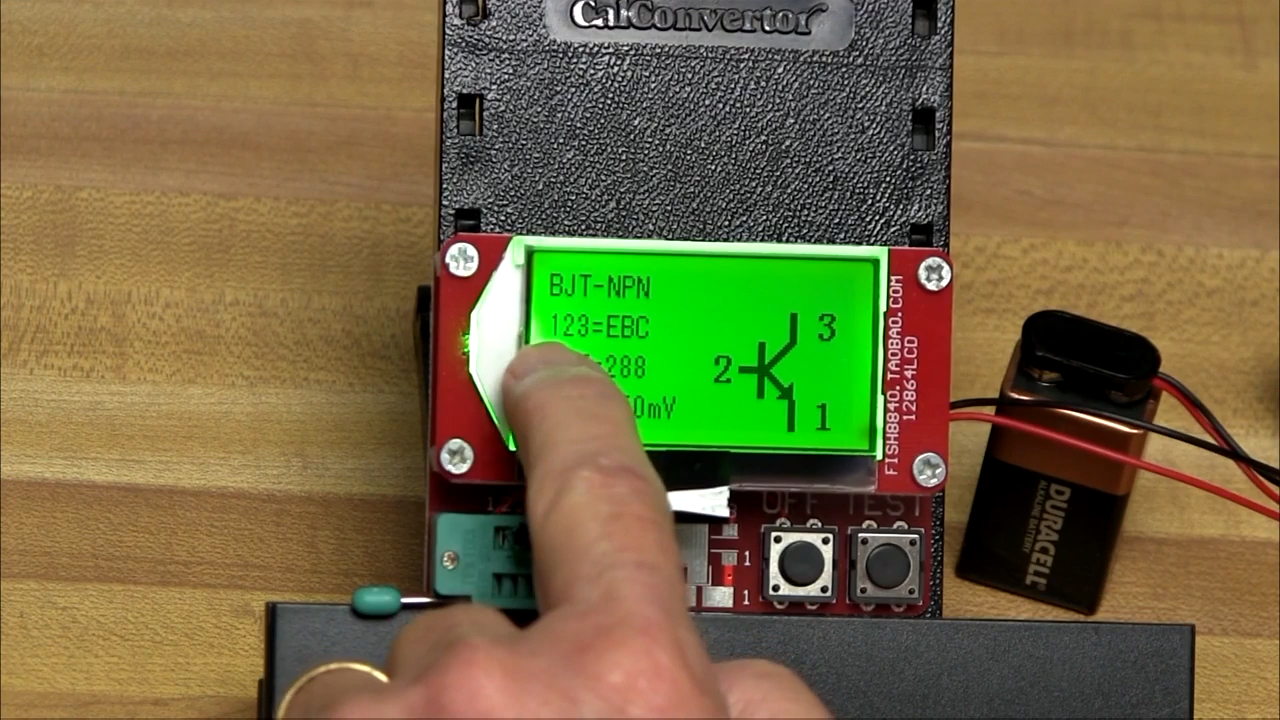 CalConvertor
BJT-NPN
123=EBC
288
0mV
2
3
1
FISH8840.TAOBAO.COM
12864LCD
OFF TEST
1
1
DURACELL
ALKALINE BATTERY